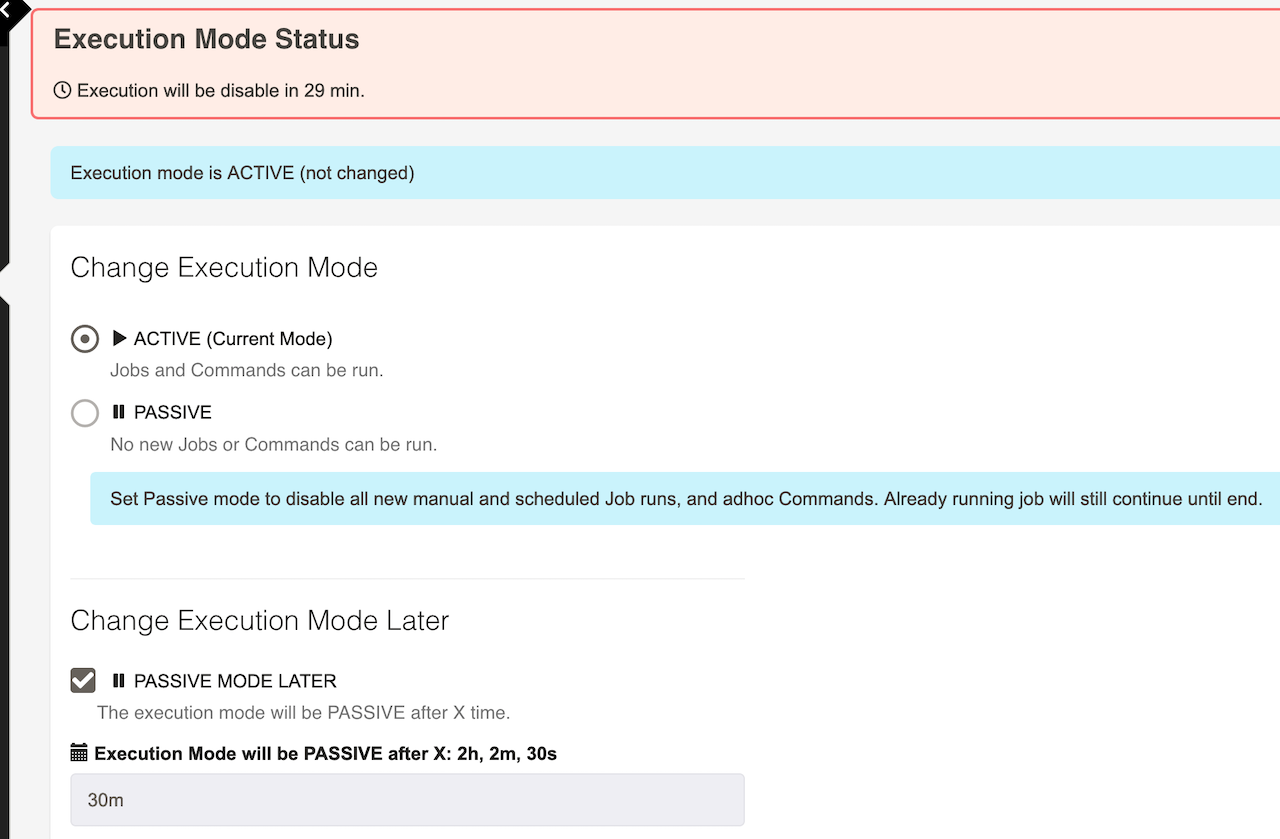 Execution Mode Status
Execution will be disable in 29 min.
Execution mode is ACTIVE (not changed)
Change Execution Mode
ACTIVE (Current Mode)
Jobs and Commands can be run.
PASSIVE
No new Jobs or Commands can be run.
Set Passive mode to disable all new manual and scheduled Job runs, and adhoc Commands. Already running job will still continue until end.
Change Execution Mode Later
PASSIVE MODE LATER
The execution mode will be PASSIVE after X time.
Execution Mode will be PASSIVE after X: 2h, 2m, 30s
30m